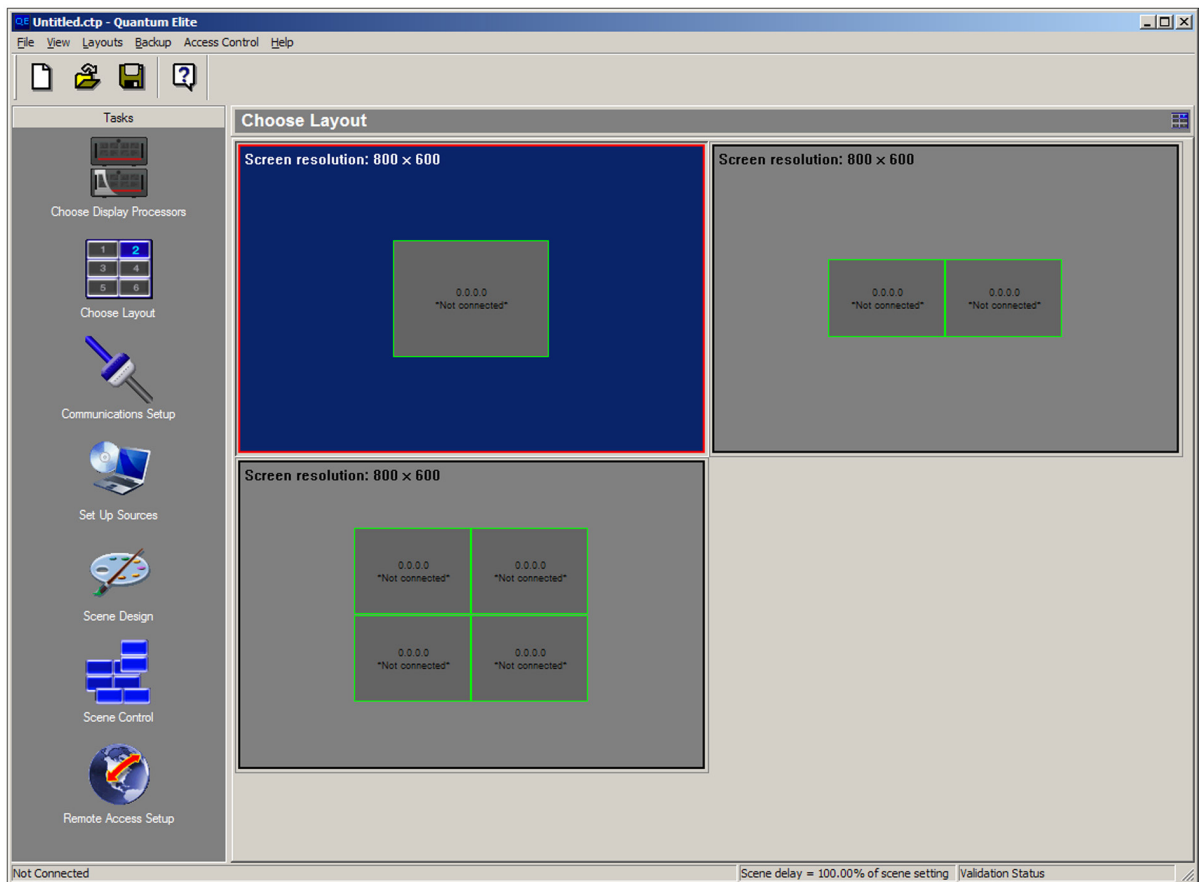 QE Untitled.ctp - Quantum Elite
File View Layouts Backup Access Control Help
Tasks
Choose Display Processors
1 2
3 4
5 6
Choose Layout
Communications Setup
Set Up Sources
Scene Design
Scene Control
Remote Access Setup
Choose Layout
Screen resolution: 800 × 600
0.0.0.0
*Not connected*
Screen resolution: 800 × 600
0.0.0.0 0.0.0.0
*Not connected* *Not connected*
Screen resolution: 800 × 600
0.0.0.0 0.0.0.0
*Not connected* *Not connected*
0.0.0.0 0.0.0.0
*Not connected* *Not connected*
Not Connected Scene delay = 100.00% of scene setting Validation Status